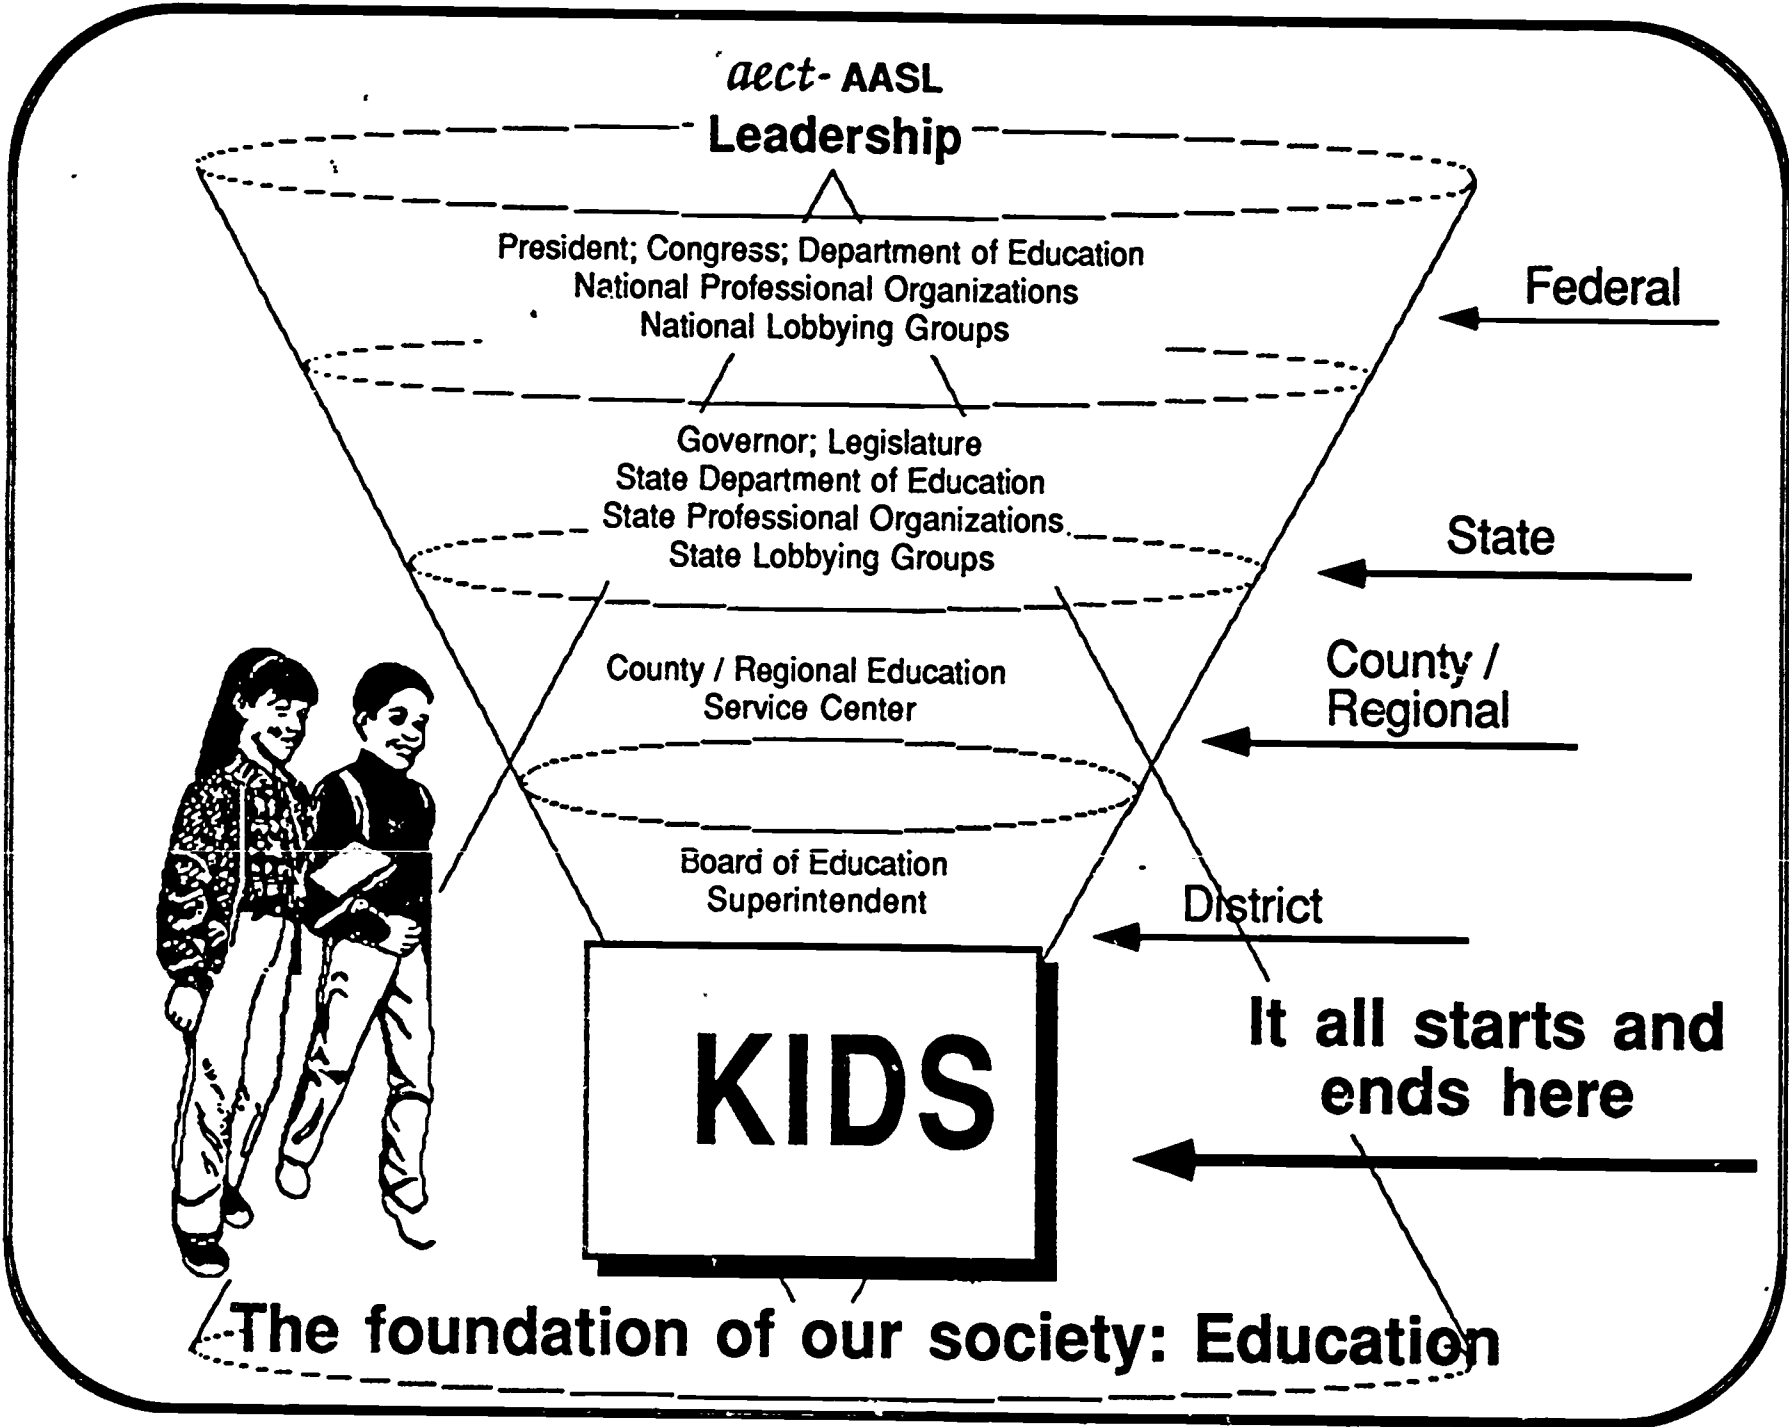 aect- AASL
Leadership
President; Congress; Department of Education
National Professional Organizations
National Lobbying Groups
Federal
Governor; Legislature
State Department of Education
State Professional Organizations
State Lobbying Groups
State
County / Regional Education
Service Center
County /
Regional
Board of Education
Superintendent
District
KIDS
It all starts and
ends here
The foundation of our society: Education